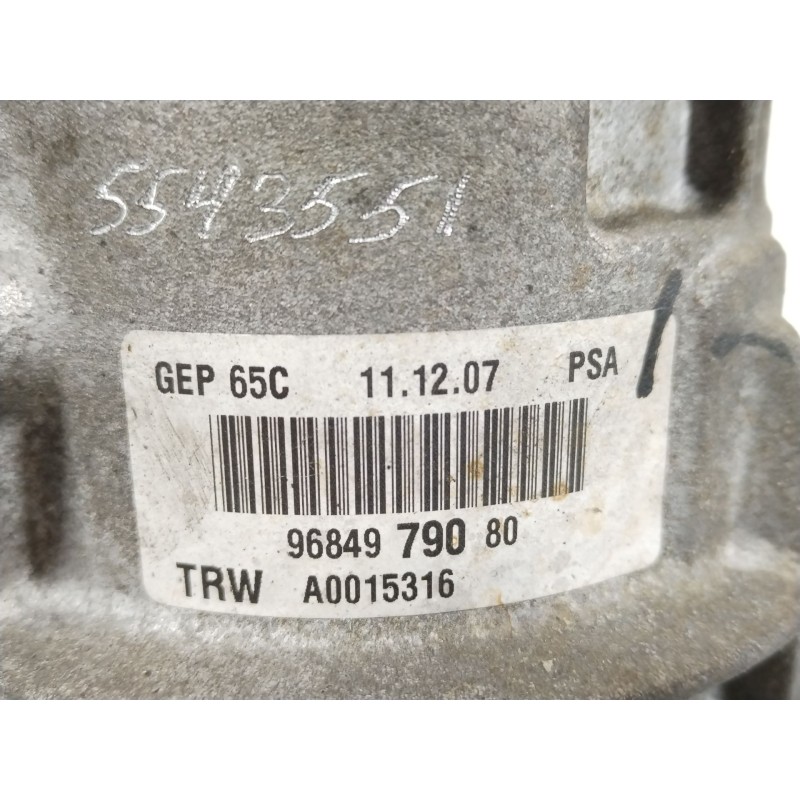 5543551
GEP 65C 11.12.07 PSA
96849 790 80
TRW A0015316